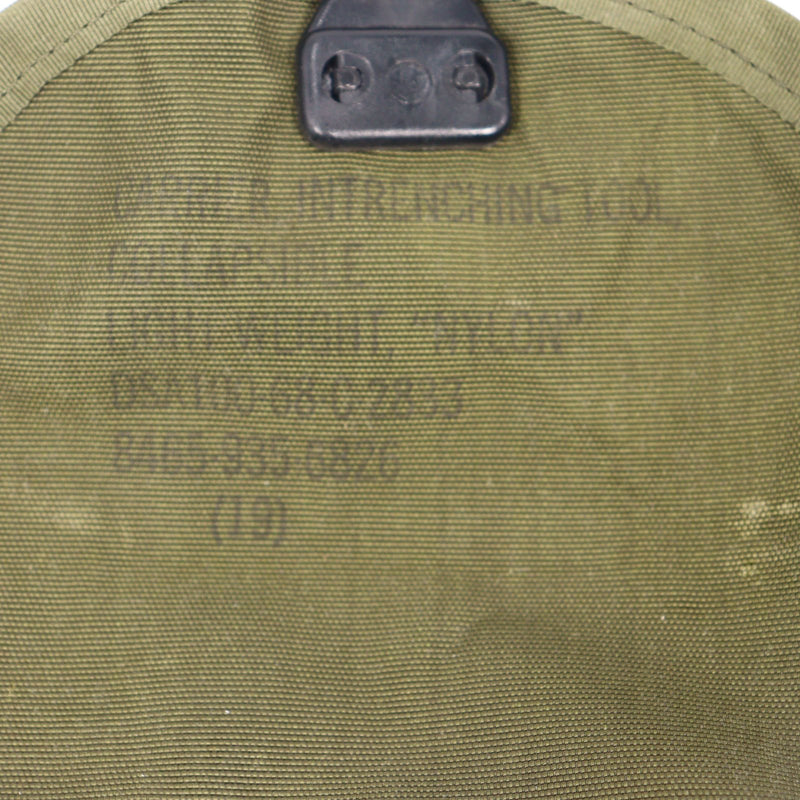 CARRIER, INTRENCHING TOOL,
COLLAPSIBLE
LIGHT WEIGHT, "NYLON"
DSA100-68-C-2833
8465-935-6826
(19)